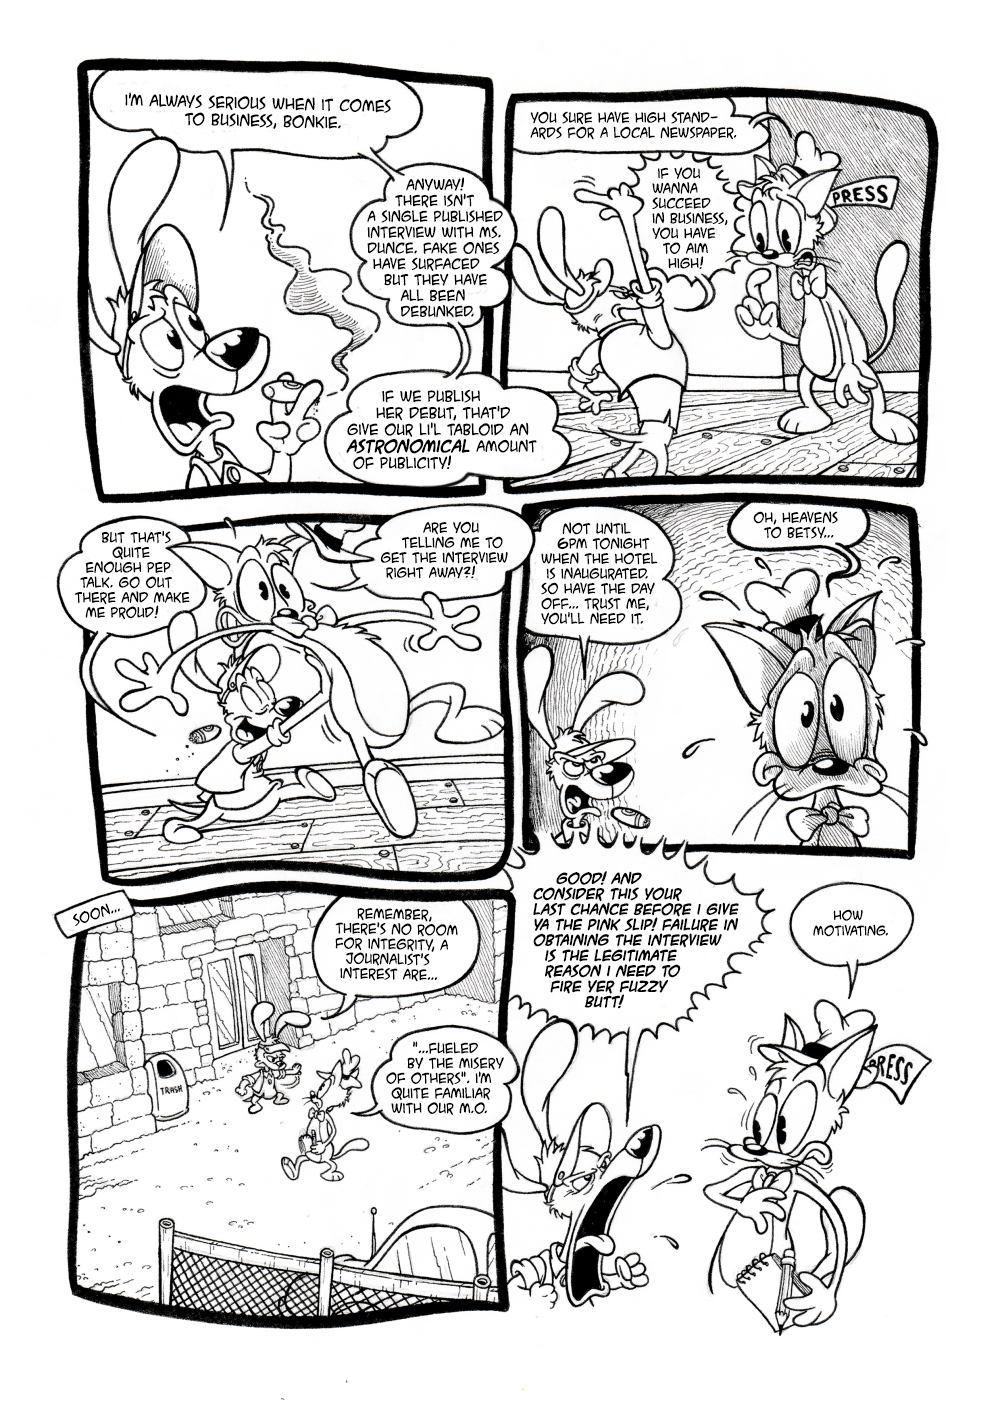 I'M ALWAYS SERIOUS WHEN IT COMES
TO BUSINESS, BONKIE.
ANYWAY!
THERE ISN'T
A SINGLE PUBLISHED
INTERVIEW WITH MS.
DUNCE. FAKE ONES
HAVE SURFACED
BUT THEY HAVE
ALL BEEN
DEBUNKED.
IF WE PUBLISH
HER DEBUT, THAT'D
GIVE OUR LI'L TABLOID AN
ASTRONOMICAL AMOUNT
OF PUBLICITY!
YOU SURE HAVE HIGH STAND-
ARDS FOR A LOCAL NEWSPAPER.
IF YOU
WANNA
SUCCEED
IN BUSINESS,
YOU HAVE
TO AIM
HIGH!
PRESS
BUT THAT'S
QUITE
ENOUGH PEP
TALK. GO OUT
THERE AND MAKE
ME PROUD!
ARE YOU
TELLING ME TO
GET THE INTERVIEW
RIGHT AWAY?!
NOT UNTIL
6PM TONIGHT
WHEN THE HOTEL
IS INAUGURATED.
SO HAVE THE DAY
OFF... TRUST ME,
YOU'LL NEED IT.
OH, HEAVENS
TO BETSY...
SOON...
REMEMBER,
THERE'S NO ROOM
FOR INTEGRITY, A
JOURNALIST'S
INTEREST ARE...
"...FUELED
BY THE MISERY
OF OTHERS". I'M
QUITE FAMILIAR
WITH OUR M.O.
TRASH
GOOD! AND
CONSIDER THIS YOUR
LAST CHANCE BEFORE I GIVE
YA THE PINK SLIP! FAILURE IN
OBTAINING THE INTERVIEW
IS THE LEGITIMATE
REASON I NEED TO
FIRE YER FUZZY
BUTT!
HOW
MOTIVATING.
PRESS